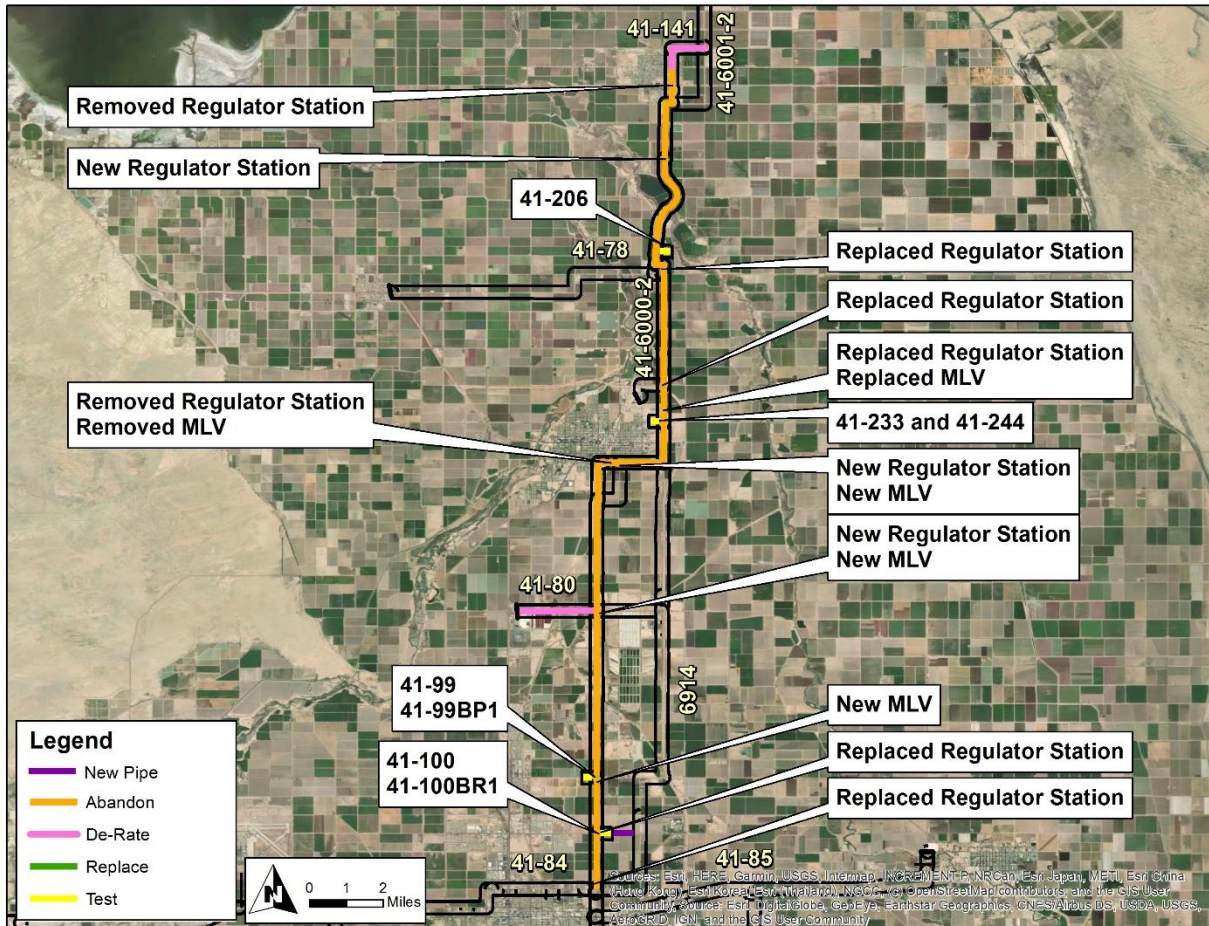 41-141
41-6001-2
Removed Regulator Station
New Regulator Station
41-206
41-78
Replaced Regulator Station
41-6000-2
Replaced Regulator Station
Replaced Regulator Station
Replaced MLV
Removed Regulator Station
Removed MLV
41-233 and 41-244
New Regulator Station
New MLV
New Regulator Station
New MLV
41-80
6914
41-99
41-99BP1
New MLV
41-100
41-100BR1
Replaced Regulator Station
Replaced Regulator Station
41-84
41-85
Legend
New Pipe
Abandon
De-Rate
Replace
Test
N
0 1 2
Miles
Sources: Esri, HERE, Garmin, USGS, Intermap, INCREMENT P, NRCan, Esri Japan, METI, Esri China
(Hong Kong), Esri Korea, Esri (Thailand), NGCC, (c) OpenStreetMap contributors, and the GIS User
Community, Source: Esri, DigitalGlobe, GeoEye, Earthstar Geographics, CNES/Airbus DS, USDA, USGS,
AeroGRID, IGN, and the GIS User Community